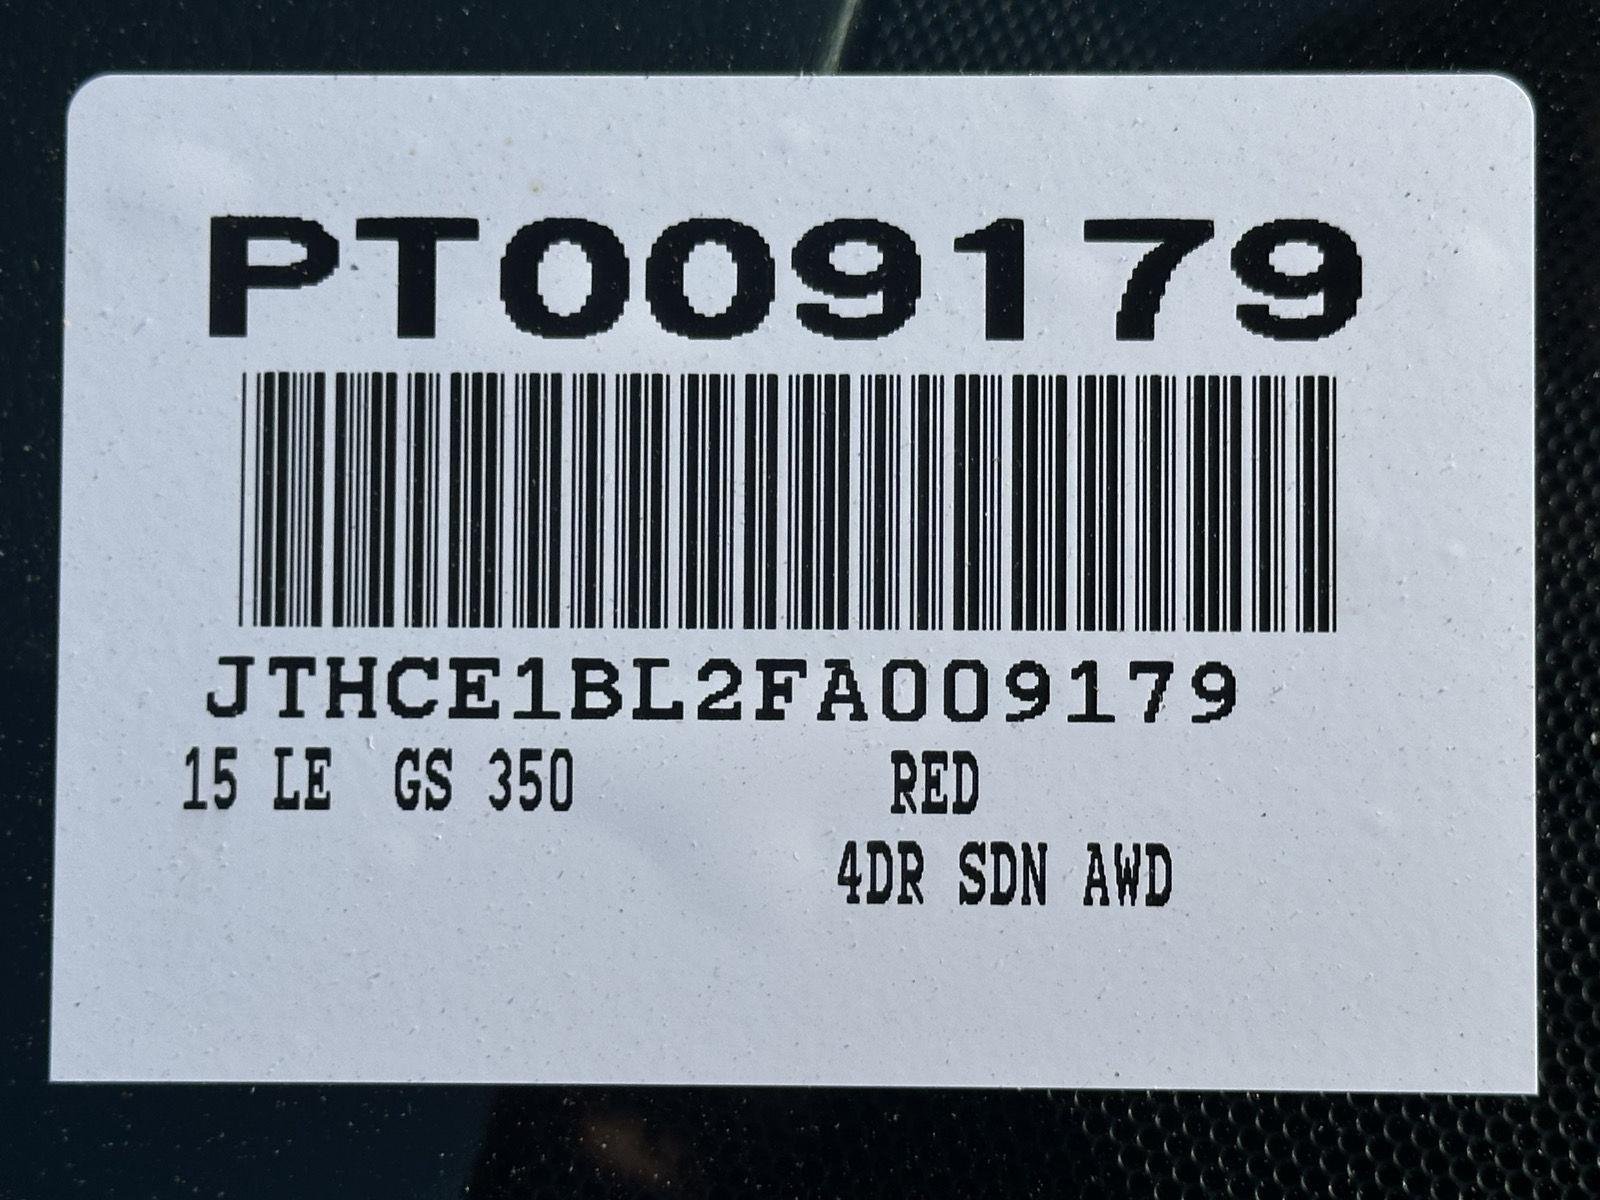 PT009179
JTHCE1BL2FA009179
15 LE GS 350 RED
4DR SDN AWD